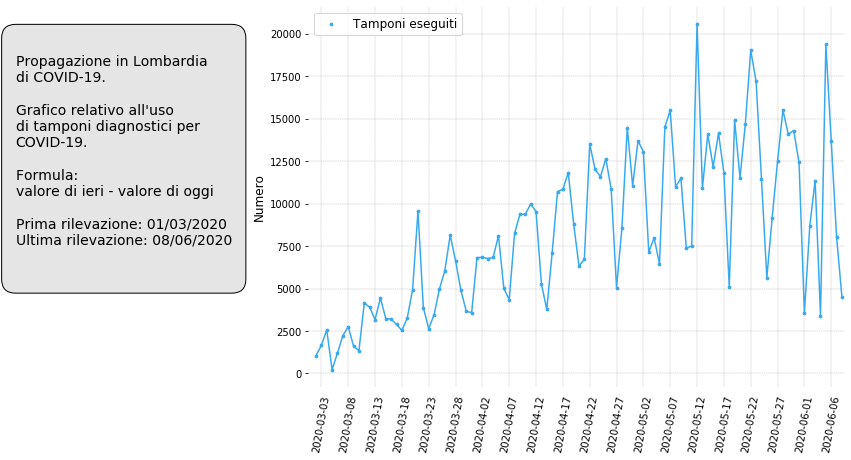 Propagazione in Lombardia
di COVID-19.
Grafico relativo all'uso
di tamponi diagnostici per
COVID-19.
Formula:
valore di ieri - valore di oggi
Prima rilevazione: 01/03/2020
Ultima rilevazione: 08/06/2020
Tamponi eseguiti
Numero
20000
17500
15000
12500
10000
7500
5000
2500
0
2020-03-03
2020-03-08
2020-03-13
2020-03-18
2020-03-23
2020-03-28
2020-04-02
2020-04-07
2020-04-12
2020-04-17
2020-04-22
2020-04-27
2020-05-02
2020-05-07
2020-05-12
2020-05-17
2020-05-22
2020-05-27
2020-06-01
2020-06-06